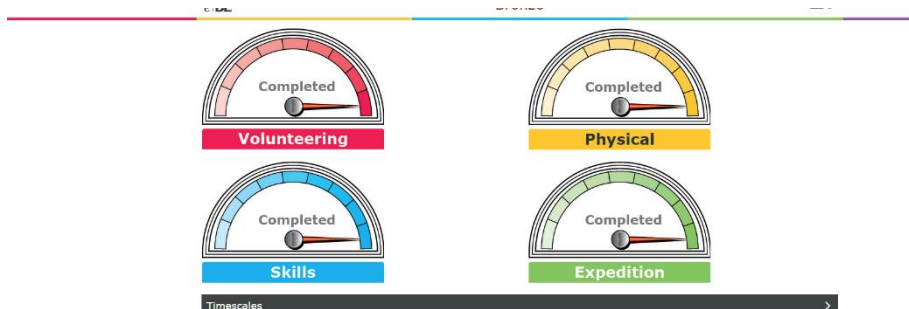 Completed
Completed
Volunteering
Physical
Completed
Completed
Skills
Expedition
Timescales